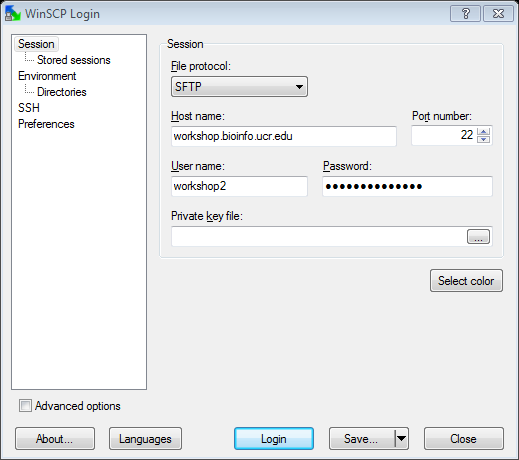 WinSCP Login
Session
Stored sessions
Environment
Directories
SSH
Preferences
Session
File protocol:
SFTP
Host name:
Port number:
workshop.bioinfo.ucr.edu
22
User name:
Password:
workshop2
●●●●●●●●●●●●●●
Private key file:
...
Select color
Advanced options
About...
Languages
Login
Save...
Close